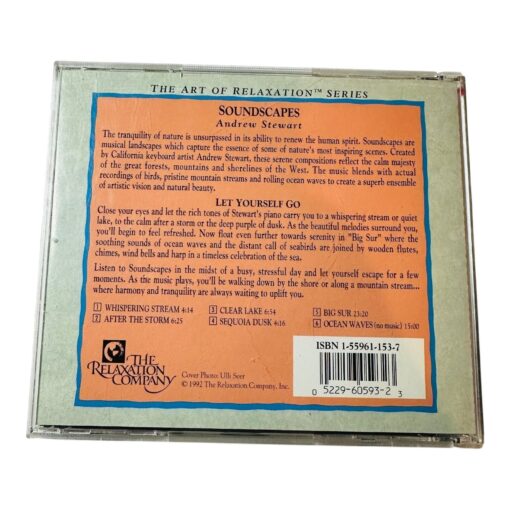 THE ART OF RELAXATION™ SERIES
SOUNDSCAPES
Andrew Stewart
The tranquility of nature is unsurpassed in its ability to renew the human spirit. Soundscapes are
musical landscapes which capture the essence of some of nature's most inspiring scenes. Created
by California keyboard artist Andrew Stewart, these serene compositions reflect the calm majesty
of the great forests, mountains and shorelines of the West. The music blends with actual
recordings of birds, pristine mountain streams and rolling ocean waves to create a superb ensemble
of artistic vision and natural beauty.
LET YOURSELF GO
Close your eyes and let the rich tones of Stewart's piano carry you to a whispering stream or quiet
lake, to the calm after a storm or the deep purple of dusk. As the beautiful melodies surround you,
you'll begin to feel refreshed. Now float even further towards serenity in "Big Sur" where the
soothing sounds of ocean waves and the distant call of seabirds are joined by wooden flutes,
chimes, wind bells and harp in a timeless celebration of the sea.
Listen to Soundscapes in the midst of a busy, stressful day and let yourself escape for a few
moments. As the music plays, you'll be walking down by the shore or along a mountain stream...
where harmony and tranquility are always waiting to uplift you.
1 WHISPERING STREAM 4:14
2 AFTER THE STORM 6:25
3 CLEAR LAKE 6:54
4 SEQUOIA DUSK 4:16
5 BIG SUR 23:20
6 OCEAN WAVES (no music) 15:00
THE
RELAXATION
COMPANY
Cover Photo: Ulli Seer
© 1992 The Relaxation Company, Inc.
ISBN 1-55961-153-7
0 5229-60593-2 3